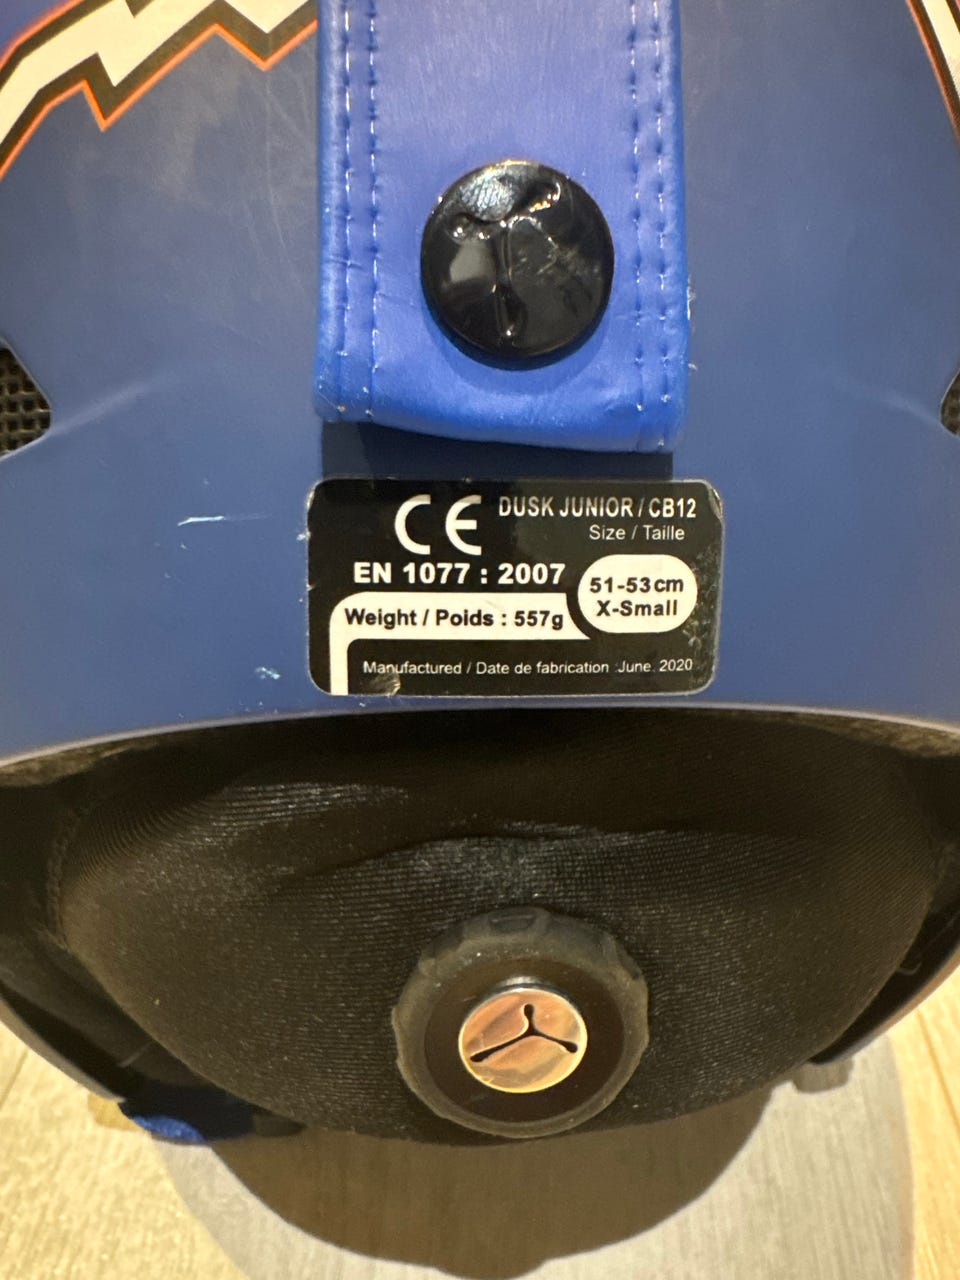 CE DUSK JUNIOR / CB12
Size / Taille
EN 1077 : 2007
51-53cm
X-Small
Weight / Poids : 557g
Manufactured / Date de fabrication :June. 2020